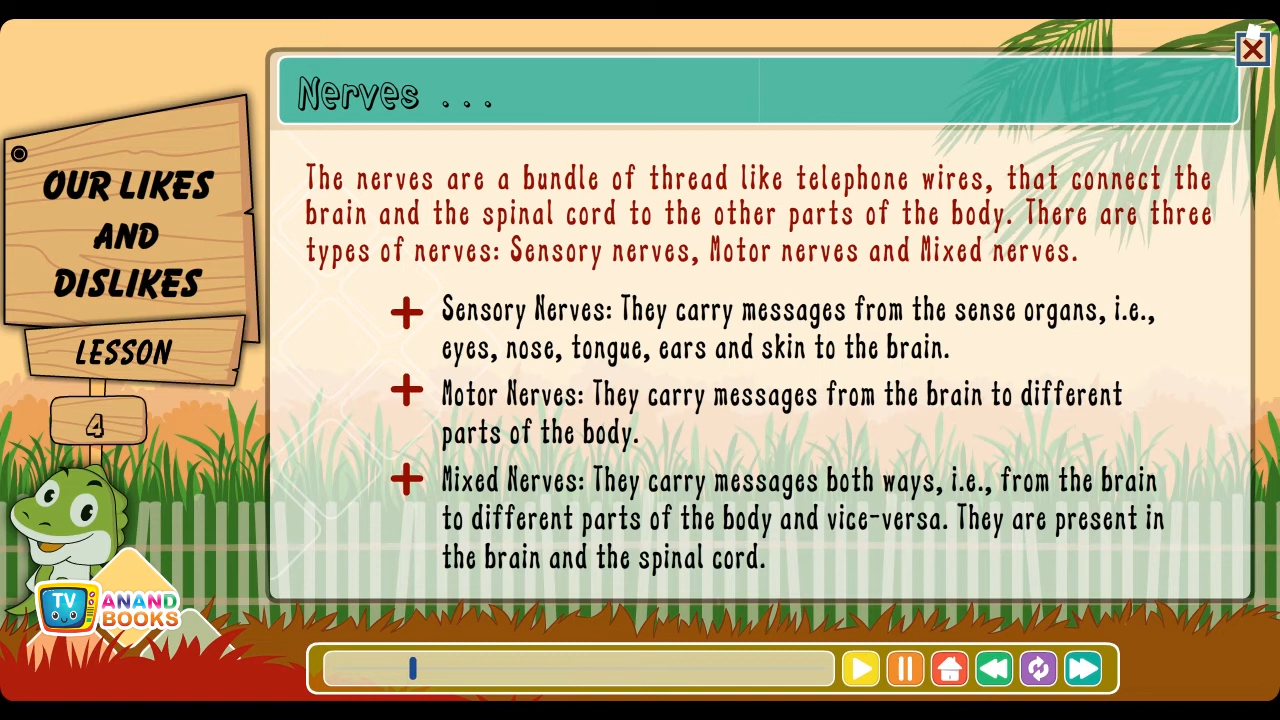 Nerves ...
OUR LIKES
AND
DISLIKES
LESSON
4
The nerves are a bundle of thread like telephone wires, that connect the
brain and the spinal cord to the other parts of the body. There are three
types of nerves: Sensory nerves, Motor nerves and Mixed nerves.
Sensory Nerves: They carry messages from the sense organs, i.e.,
eyes, nose, tongue, ears and skin to the brain.
Motor Nerves: They carry messages from the brain to different
parts of the body.
Mixed Nerves: They carry messages both ways, i.e., from the brain
to different parts of the body and vice-versa. They are present in
the brain and the spinal cord.
TV
ANAND
BOOKS